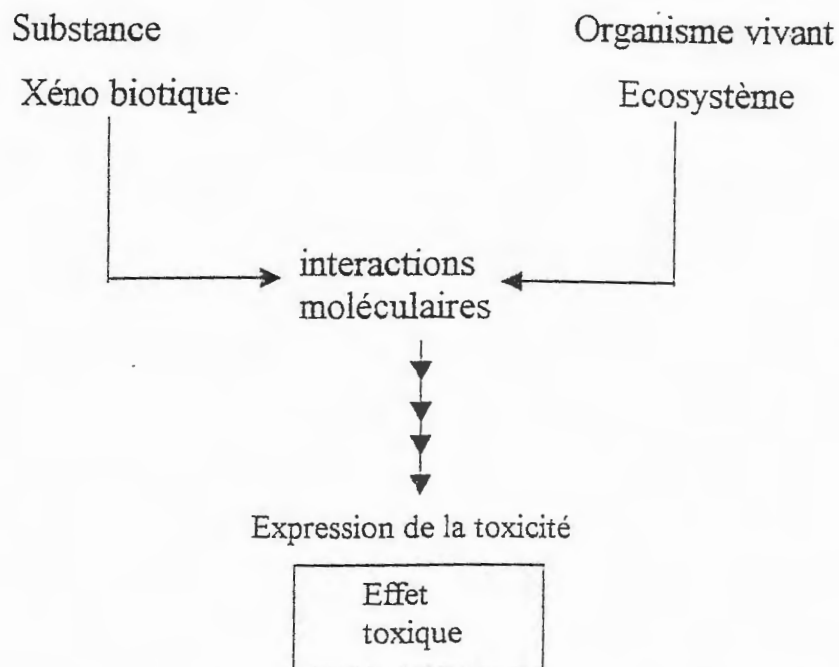 Substance
Organisme vivant
Xéno biotique
Ecosystème
interactions
moléculaires
Expression de la toxicité
Effet
toxique